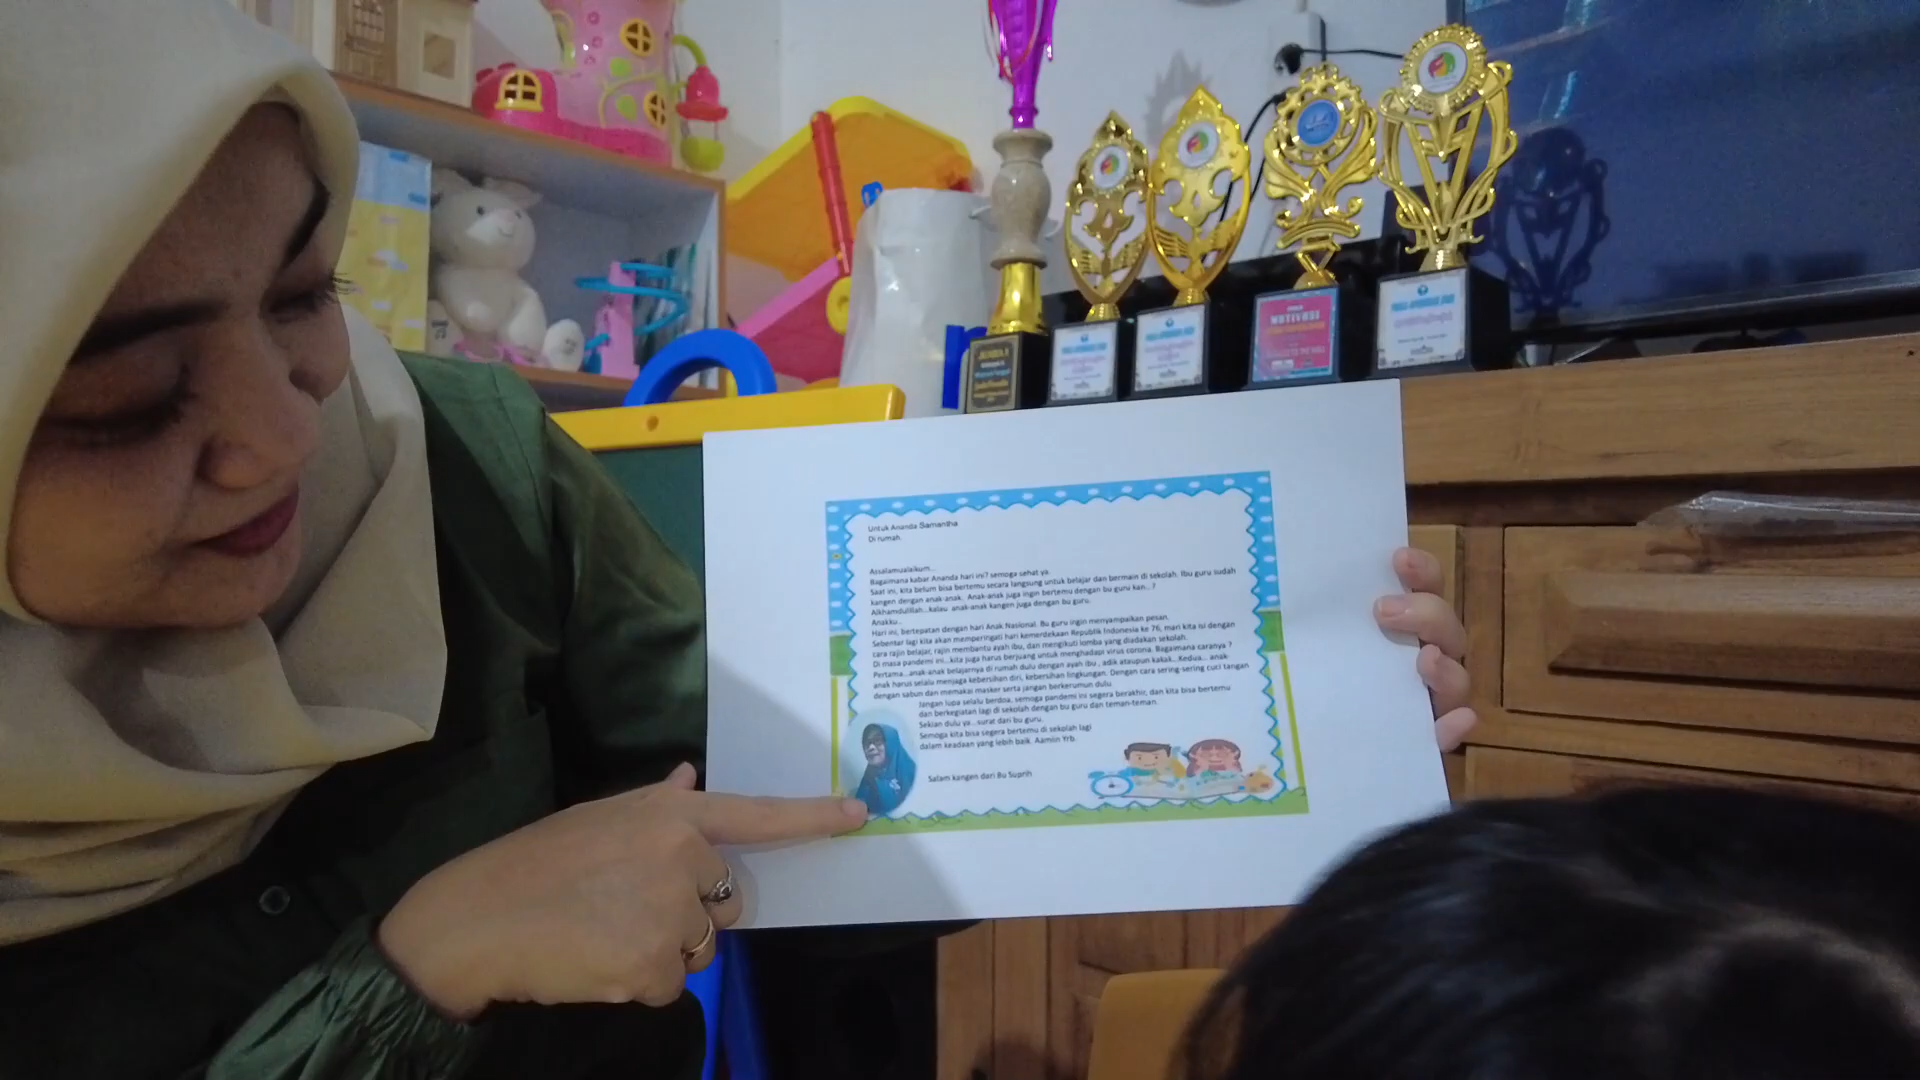 JUARA 1
MOTIVASI
Untuk Ananda Samantha
Di rumah.
Assalamualaikum...
Bagaimana kabar Ananda hari ini? semoga sehat ya.
Saat ini, kita belum bisa bertemu secara langsung untuk belajar dan bermain di sekolah. Ibu guru sudah
kangen dengan anak-anak. Anak-anak juga ingin bertemu dengan bu guru kan...?
Alkhamdulillah...kalau anak-anak kangen juga dengan bu guru.
Anakku..
Hari ini, bertepatan dengan hari Anak Nasional. Bu guru ingin menyampaikan pesan.
Sebentar lagi kita akan memperingati hari kemerdekaan Republik Indonesia ke 76, mari kita isi dengan
cara rajin belajar, rajin membantu ayah ibu, dan mengikuti lomba yang diadakan sekolah.
Di masa pandemi ini...kita juga harus berjuang untuk menghadapi virus corona. Bagaimana caranya ?
Pertama...anak-anak belajarnya di rumah dulu dengan ayah ibu , adik ataupun kakak...Kedua... anak-
anak harus selalu menjaga kebersihan diri, kebersihan lingkungan. Dengan cara sering-sering cuci tangan
dengan sabun dan memakai masker serta jangan berkerumun dulu.
Jangan lupa selalu berdoa, semoga pandemi ini segera berakhir, dan kita bisa bertemu
dan berkegiatan lagi di sekolah dengan bu guru dan teman-teman.
Sekian dulu ya...surat dari bu guru.
Semoga kita bisa segera bertemu di sekolah lagi
dalam keadaan yang lebih baik. Aamiin Yrb.
Salam kangen dari Bu Suprih